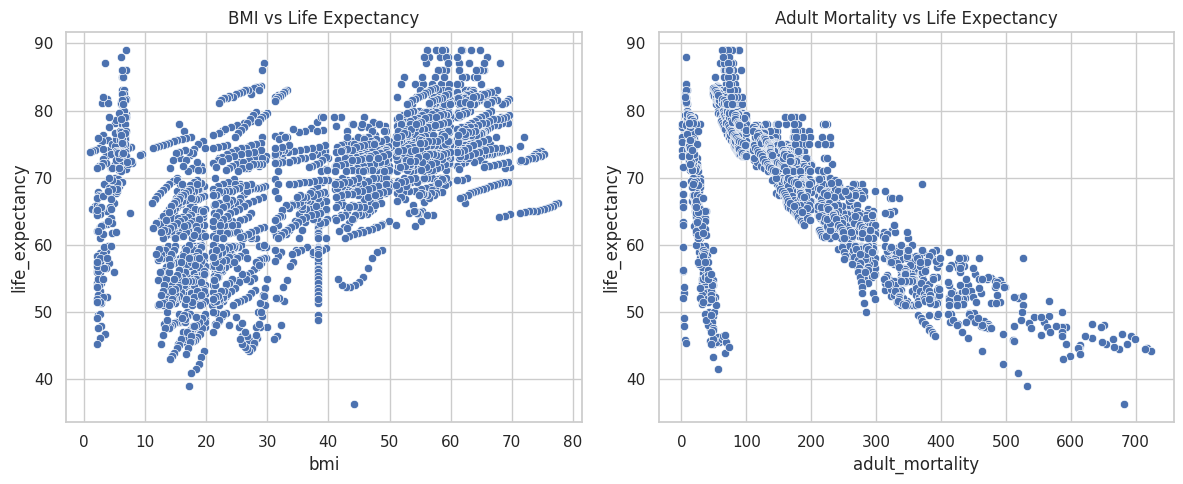 BMI vs Life Expectancy
90
80
70
60
50
40
life_expectancy
0 10 20 30 40 50 60 70 80
bmi
Adult Mortality vs Life Expectancy
90
80
70
60
50
40
life_expectancy
0 100 200 300 400 500 600 700
adult_mortality